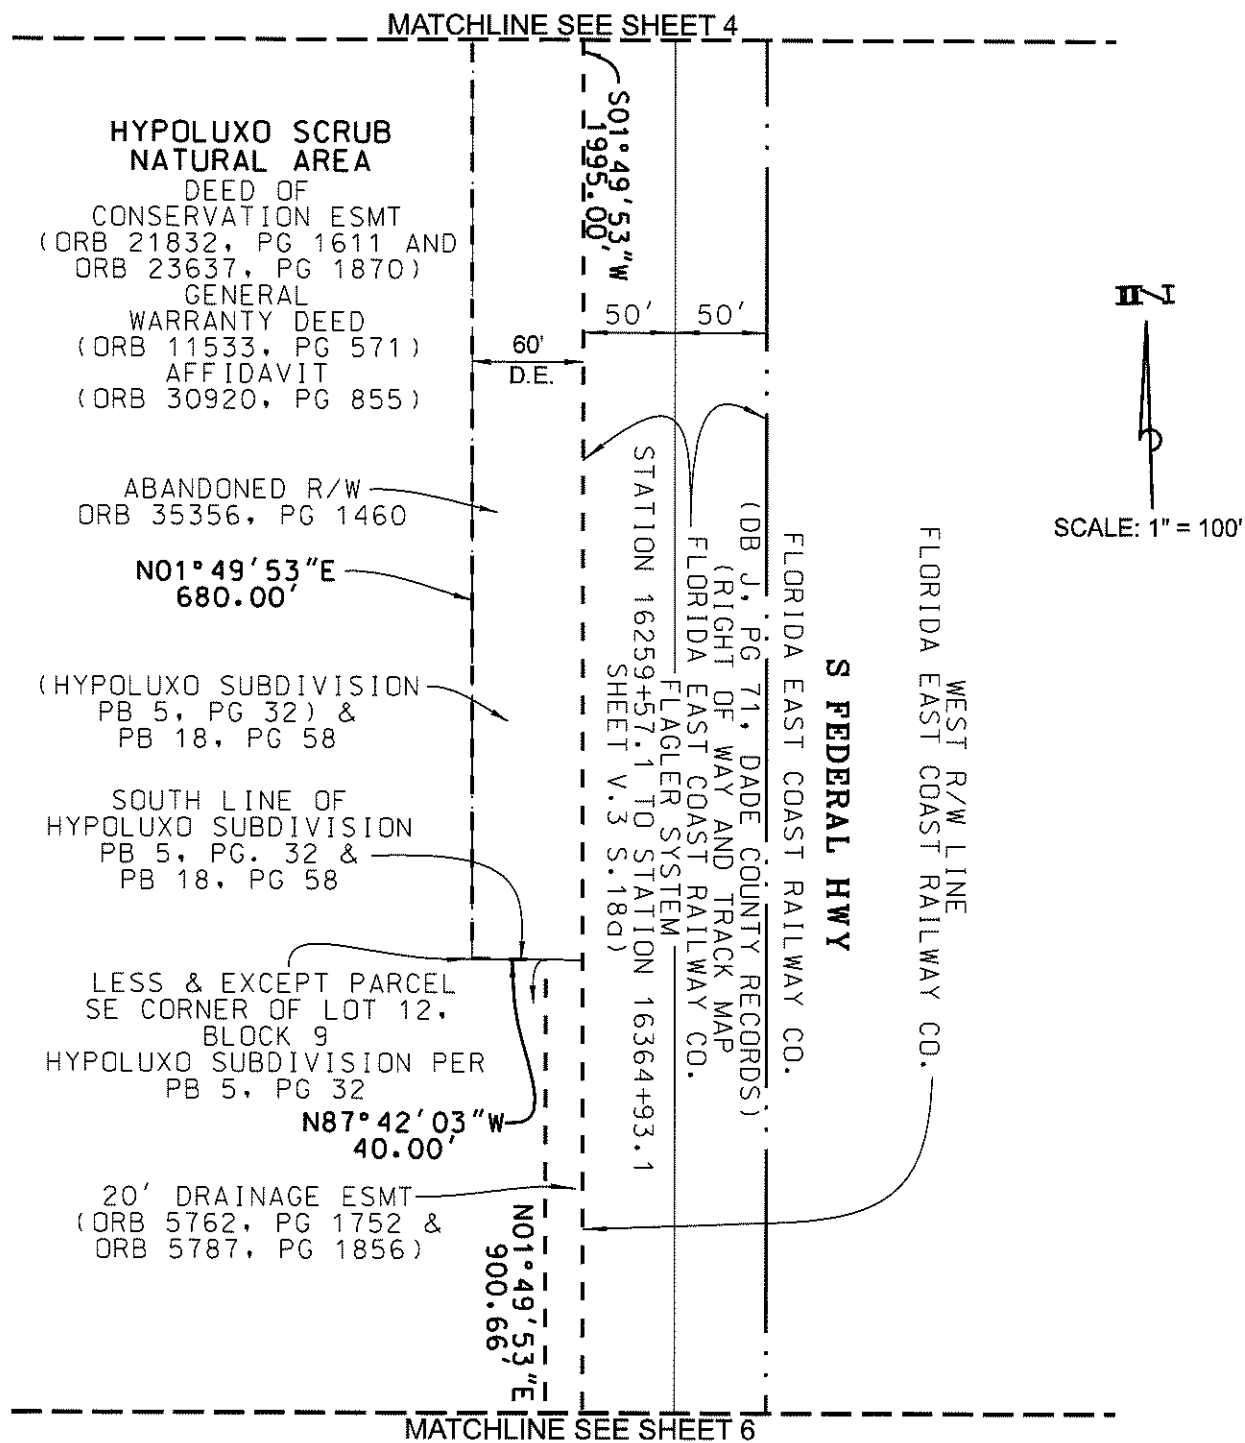 MATCHLINE SEE SHEET 4
HYPOLUXO SCRUB
NATURAL AREA
DEED OF
CONSERVATION ESMT
(ORB 21832, PG 1611 AND
ORB 23637, PG 1870)
GENERAL
WARRANTY DEED
(ORB 11533, PG 571)
AFFIDAVIT
(ORB 30920, PG 855)
S01°49'53"W
1995.00'
50'
50'
60'
D.E.
N
SCALE: 1" = 100'
ABANDONED R/W
ORB 35356, PG 1460
N01°49'53"E
680.00'
(HYPOLUXO SUBDIVISION
PB 5, PG 32) &
PB 18, PG 58
SOUTH LINE OF
HYPOLUXO SUBDIVISION
PB 5, PG. 32 &
PB 18, PG 58
LESS & EXCEPT PARCEL
SE CORNER OF LOT 12,
BLOCK 9
HYPOLUXO SUBDIVISION PER
PB 5, PG 32
N87°42'03"W
40.00'
20' DRAINAGE ESMT
(ORB 5762, PG 1752 &
ORB 5787, PG 1856)
N01°49'53"E
900.66'
WEST R/W LINE
FLORIDA EAST COAST RAILWAY CO.
S FEDERAL HWY
FLORIDA EAST COAST RAILWAY CO.
(DB J, PG 71, DADE COUNTY RECORDS)
(RIGHT OF WAY AND TRACK MAP
FLORIDA EAST COAST RAILWAY CO.
FLAGLER SYSTEM
STATION 16259+57.1 TO STATION 16364+93.1
SHEET V.3 S.18a)
MATCHLINE SEE SHEET 6